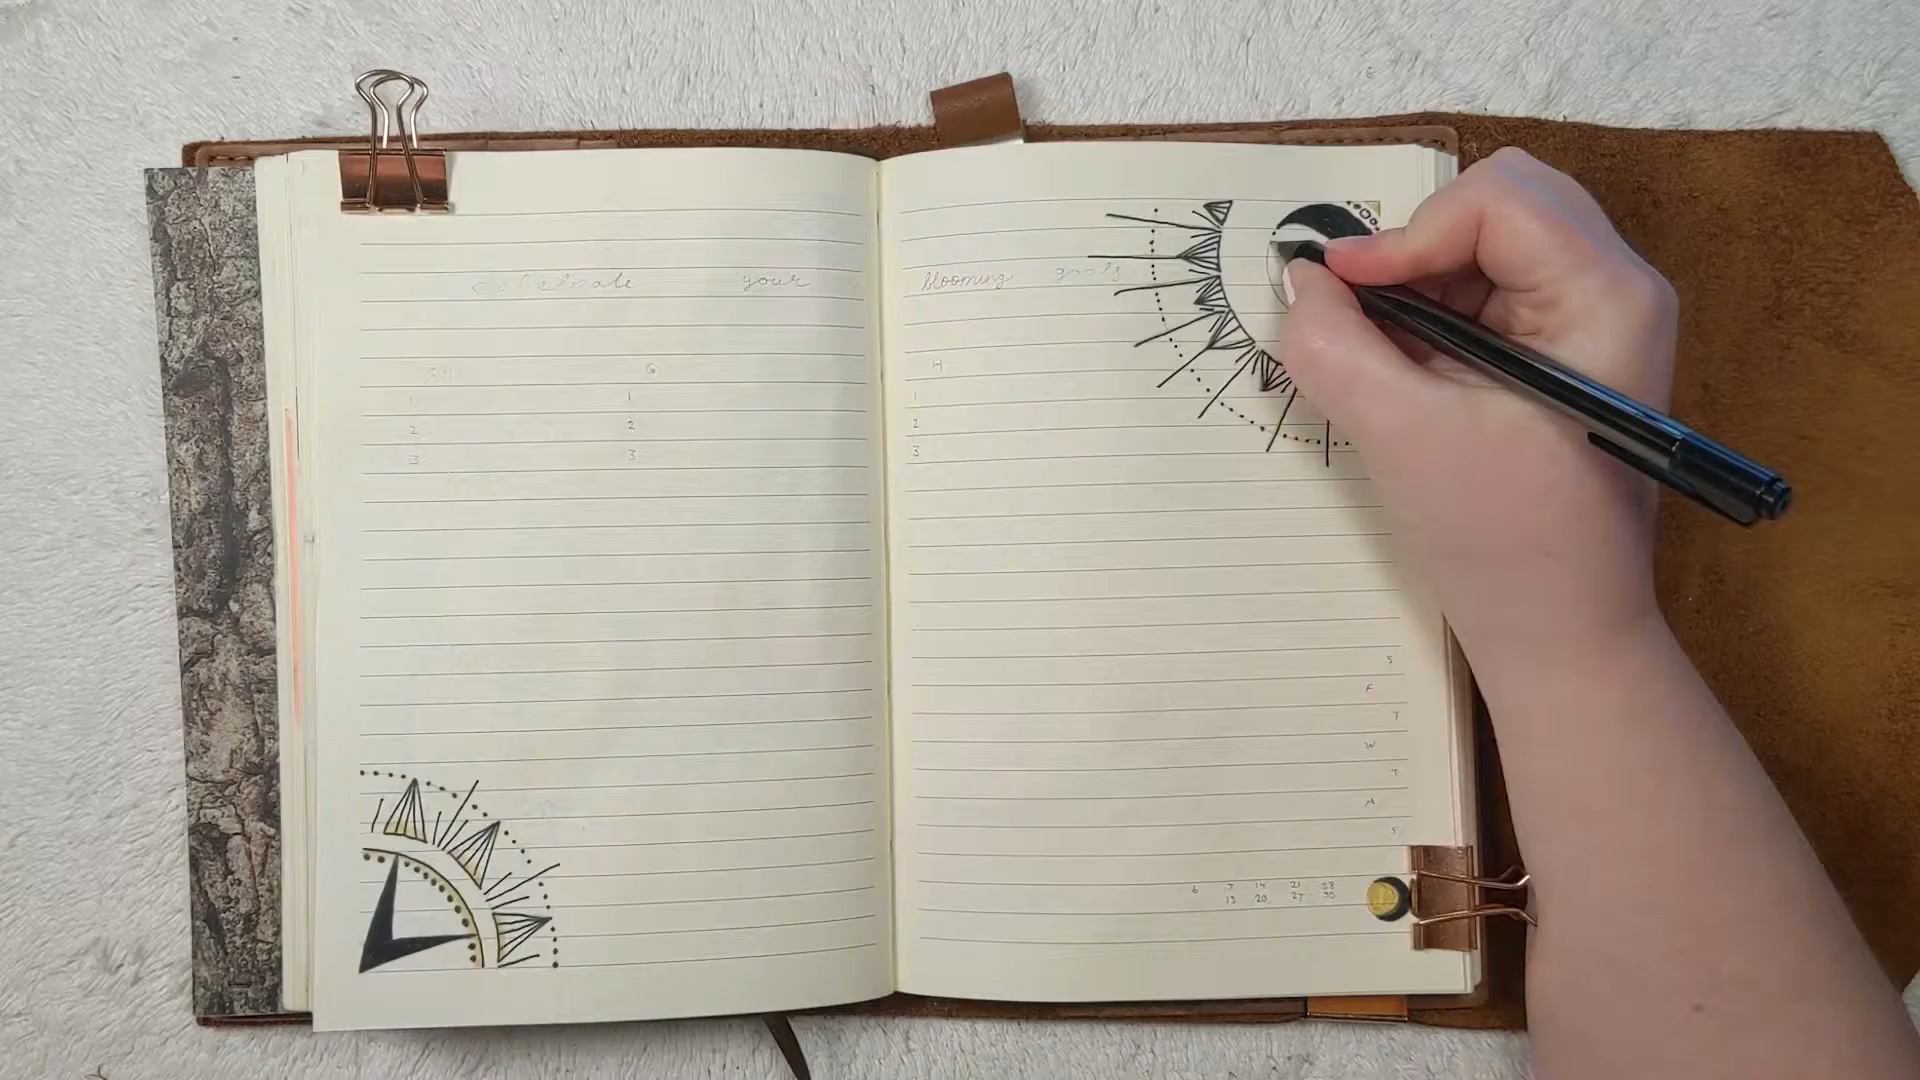 celebrate your blooming goals
G H
1 1 1
2 2 2
3 3 3
S
F
T
W
T
M
S
6 7 14 21 28
13 20 27 30